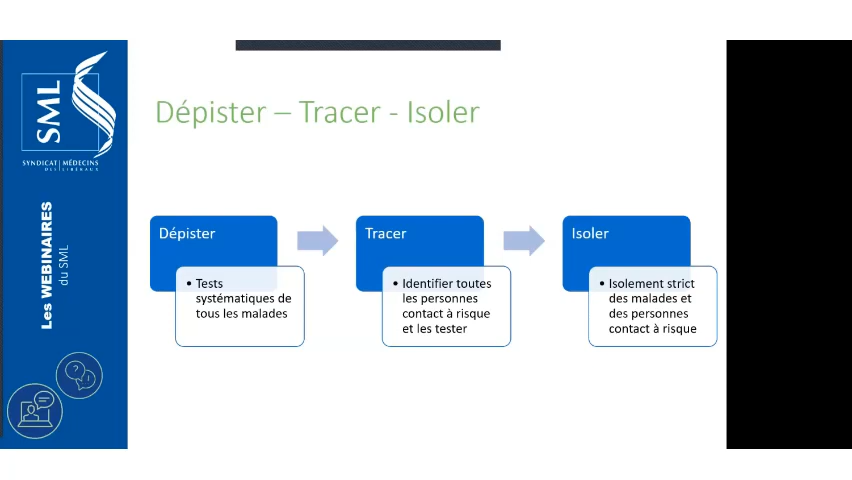 SML
SYNDICAT MÉDECINS
DES LIBÉRAUX
Les WEBINAIRES
du SML
Dépister – Tracer - Isoler
Dépister
• Tests
systématiques de
tous les malades
Tracer
• Identifier toutes
les personnes
contact à risque
et les tester
Isoler
• Isolement strict
des malades et
des personnes
contact à risque